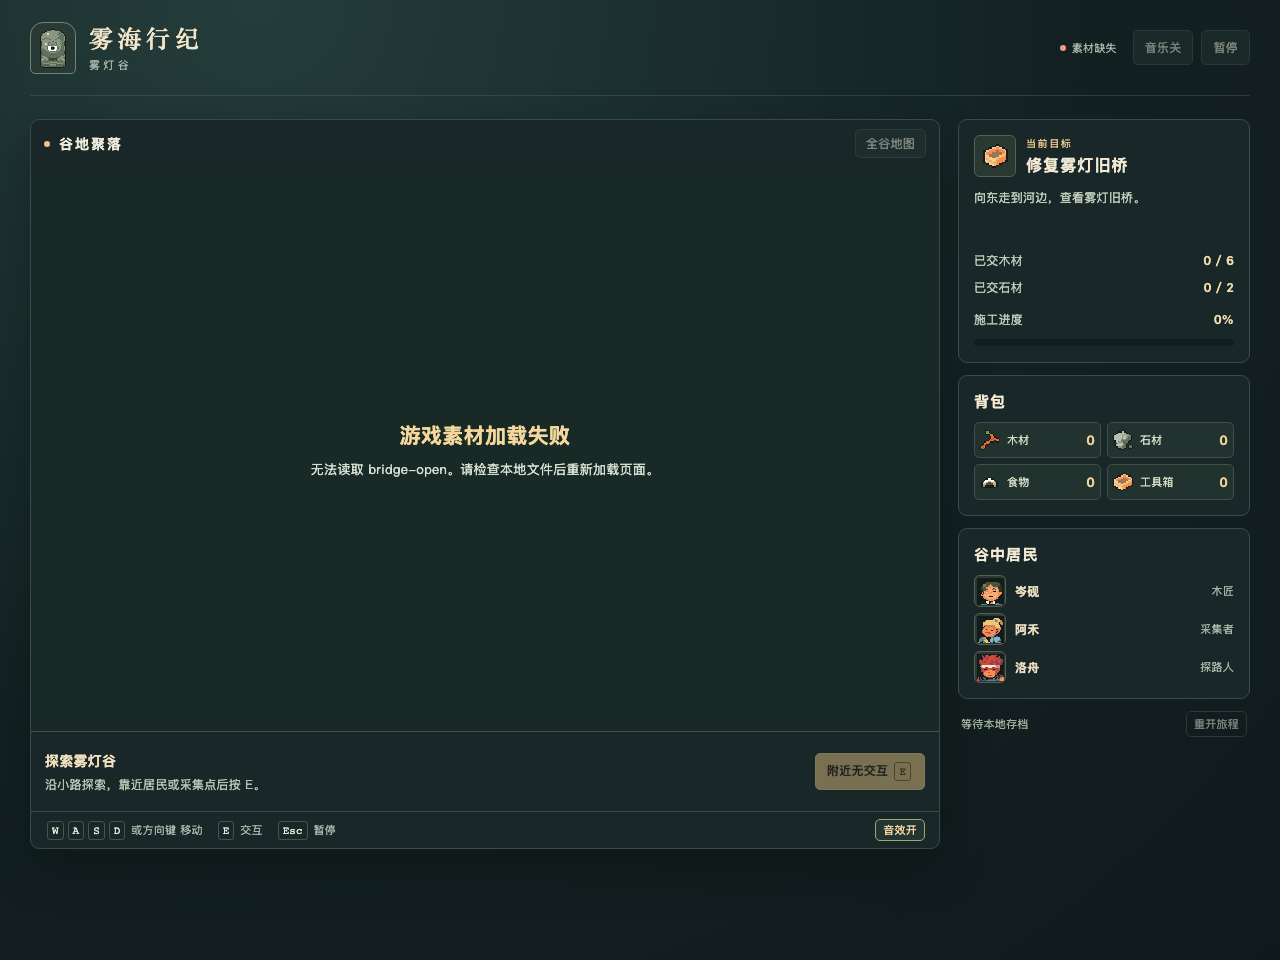 雾海行纪
雾灯谷
素材缺失
音乐关
暂停
谷地聚落
全谷地图
游戏素材加载失败
无法读取 bridge-open。请检查本地文件后重新加载页面。
探索雾灯谷
沿小路探索，靠近居民或采集点后按 E。
附近无交互 E
W A S D 或方向键 移动 E 交互 Esc 暂停
音效开
当前目标
修复雾灯旧桥
向东走到河边，查看雾灯旧桥。
已交木材 0 / 6
已交石材 0 / 2
施工进度 0%
背包
木材 0
石材 0
食物 0
工具箱 0
谷中居民
岑砚 木匠
阿禾 采集者
洛舟 探路人
等待本地存档
重开旅程